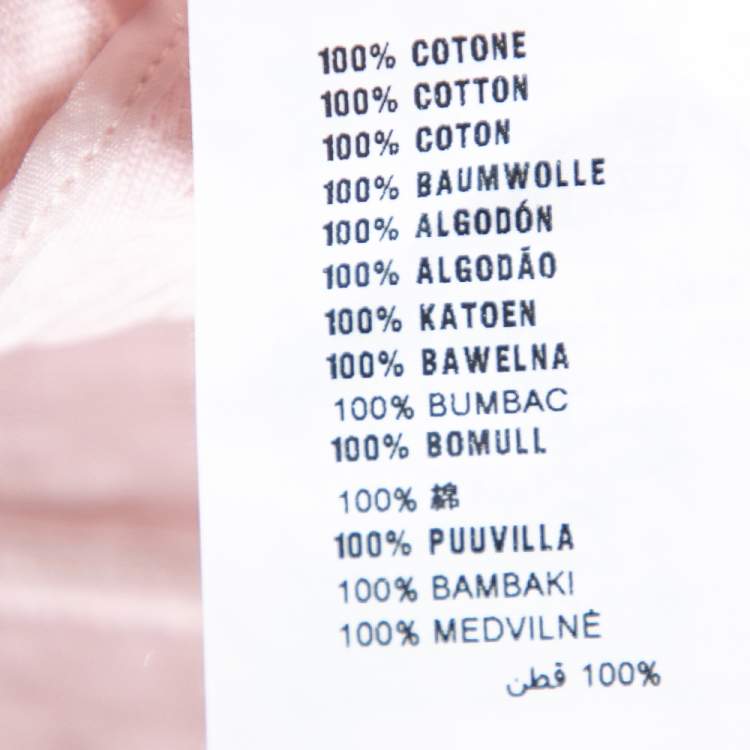 100% COTONE
100% COTTON
100% COTON
100% BAUMWOLLE
100% ALGODÓN
100% ALGODÃO
100% KATOEN
100% BAWELNA
100% BUMBAC
100% BOMULL
100% 棉
100% PUUVILLA
100% BAMBAKI
100% MEDVILNĖ
100% قطن